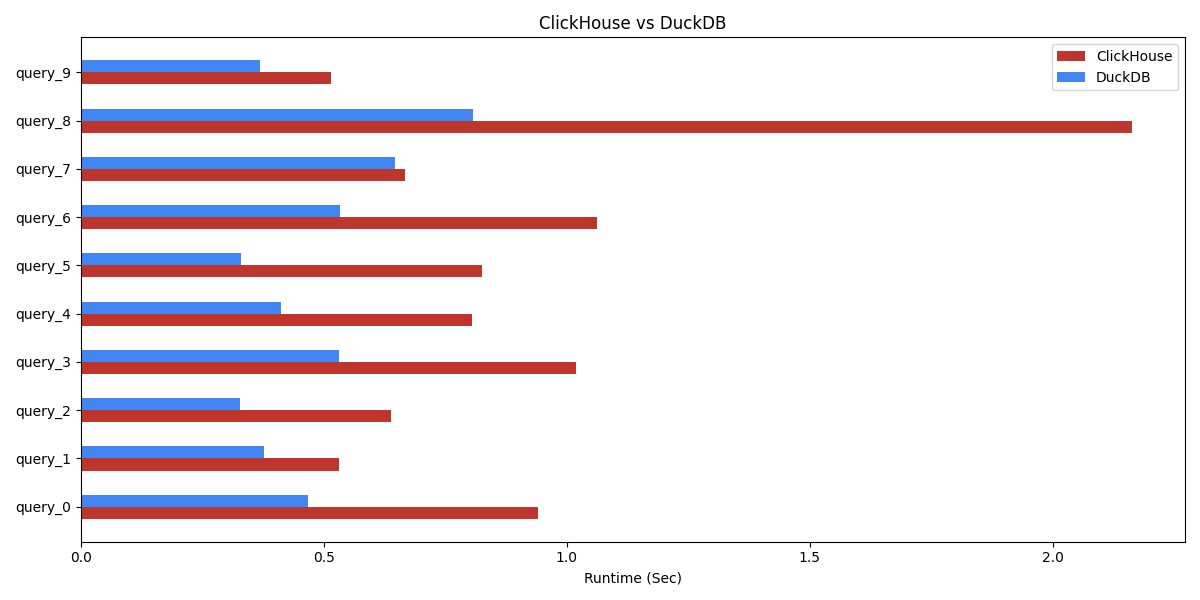 ClickHouse vs DuckDB
ClickHouse
DuckDB
query_9
query_8
query_7
query_6
query_5
query_4
query_3
query_2
query_1
query_0
0.0 0.5 1.0 1.5 2.0
Runtime (Sec)